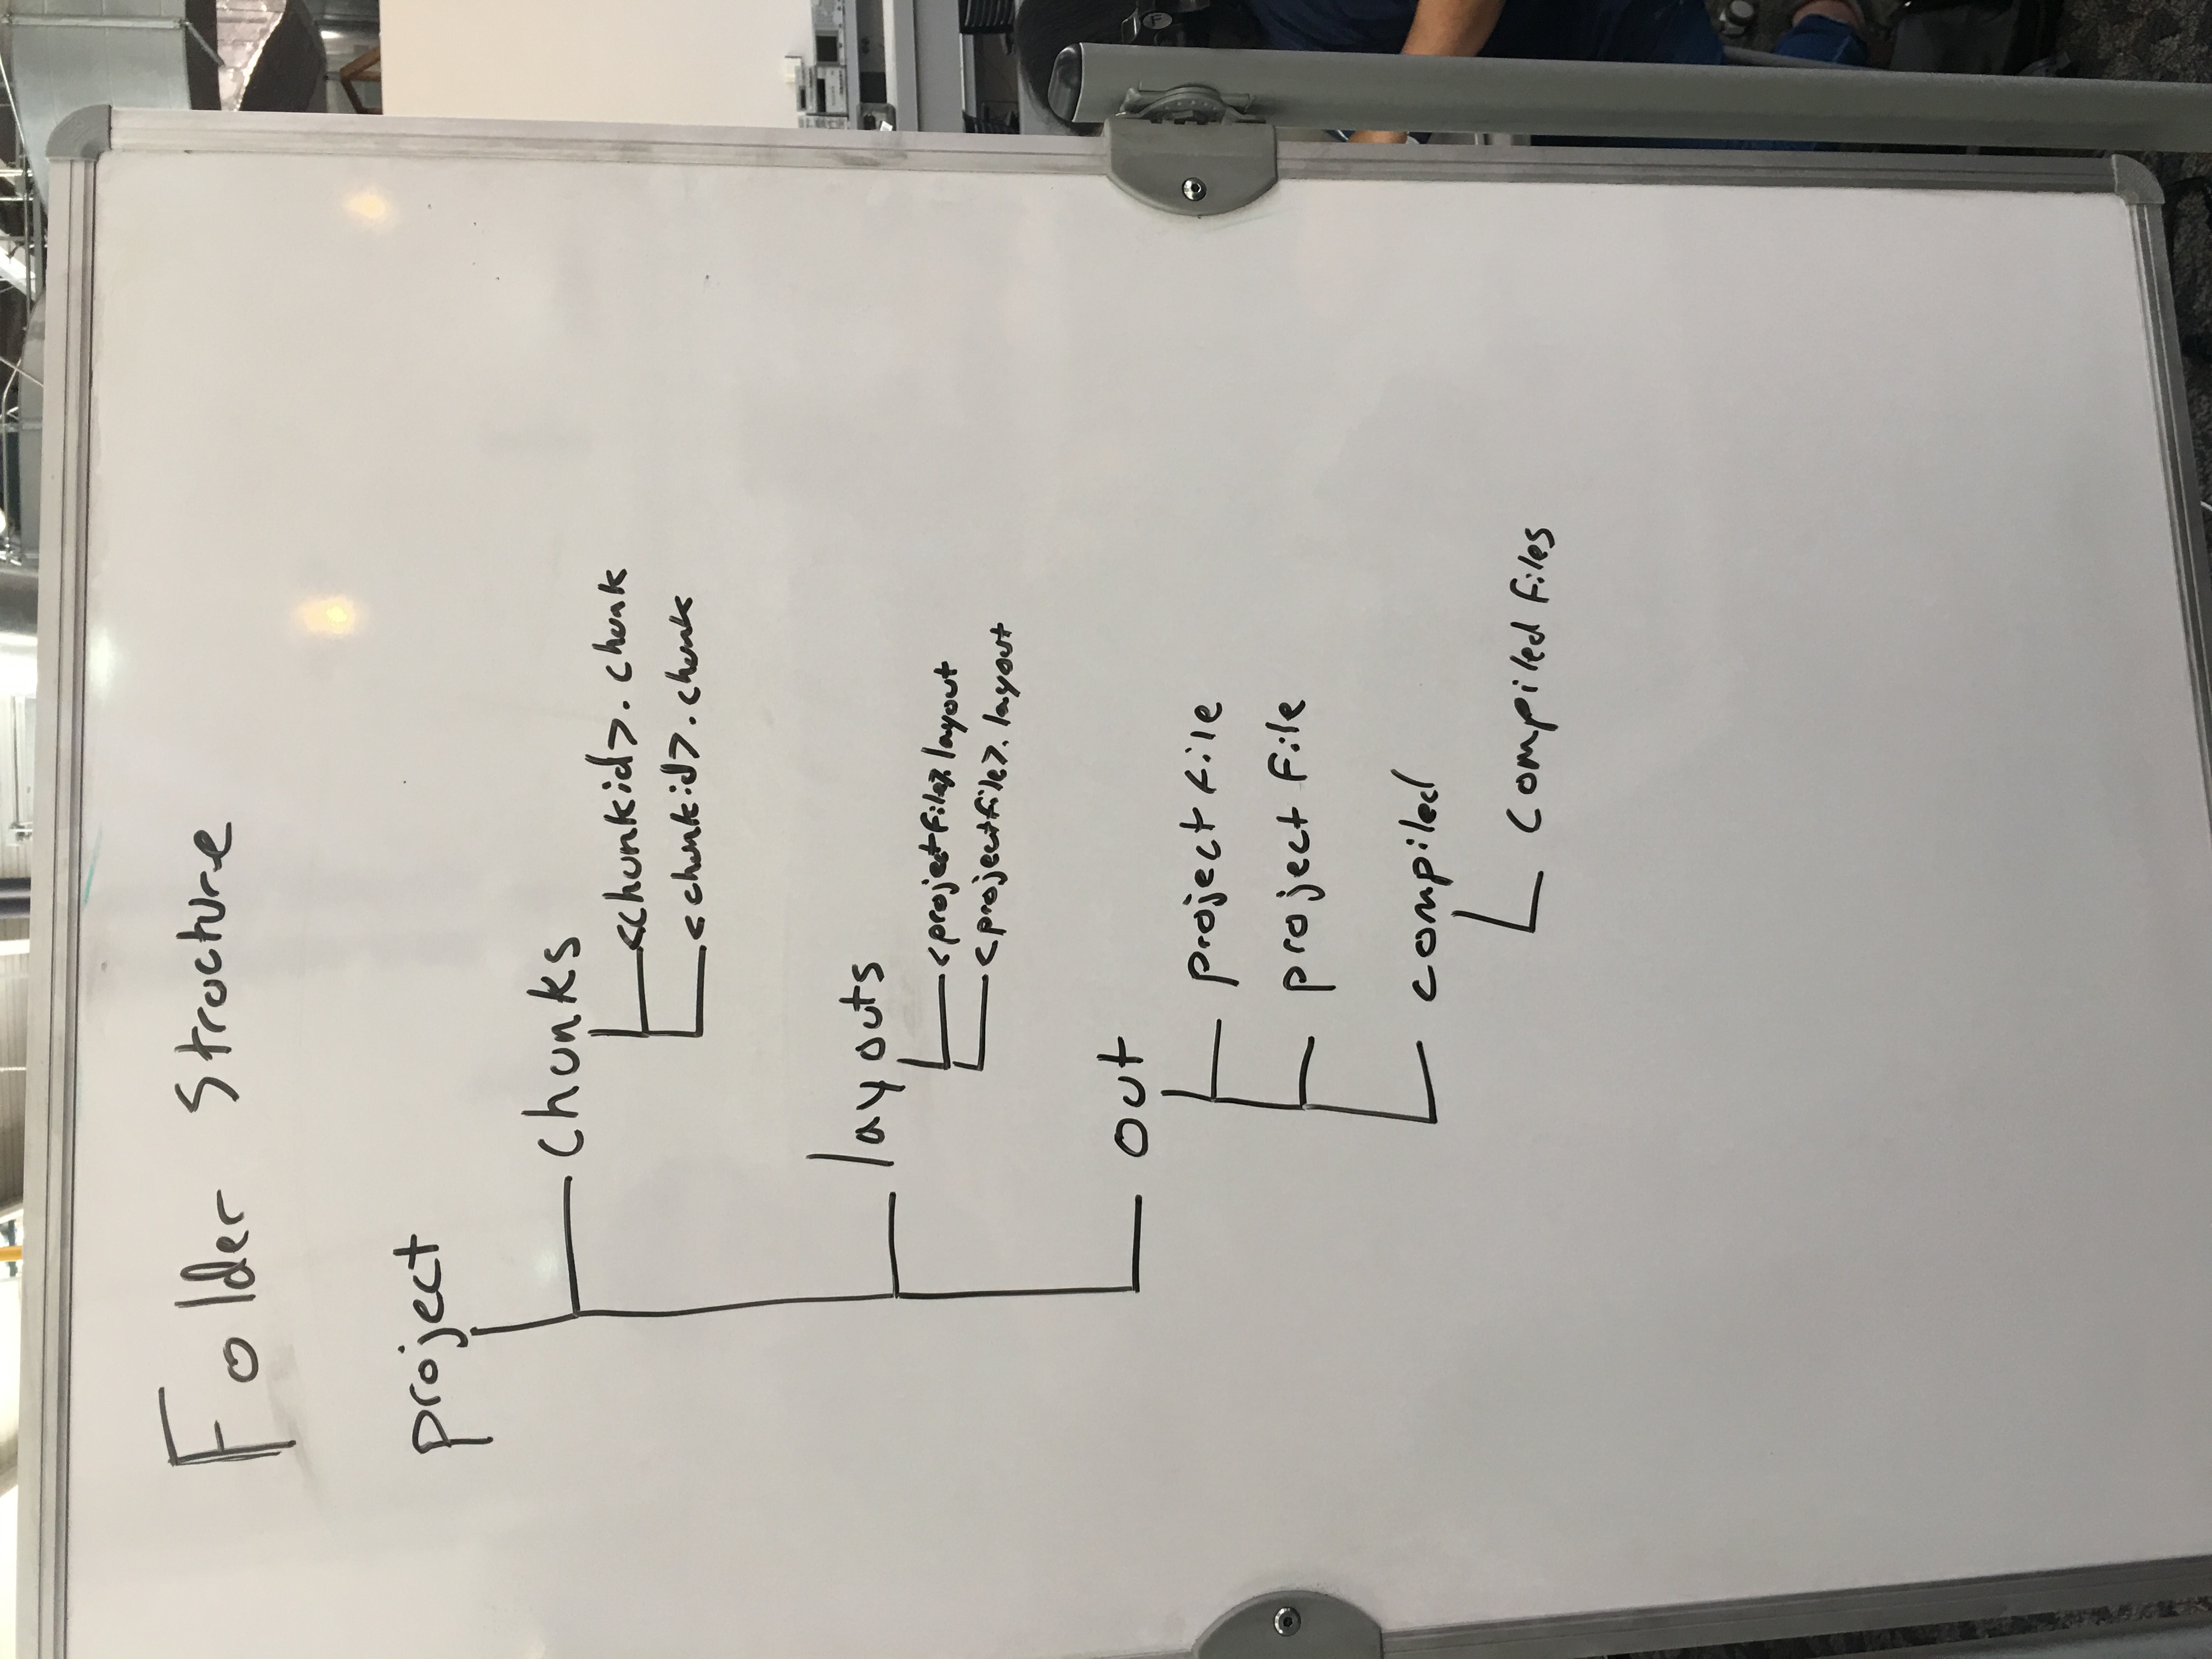 Folder Structure
project
chunks
<chunkid>.chunk
<chunkid>.chunk
layouts
<projectfile>.layout
<projectfile>.layout
out
project file
project file
compiled
compiled files